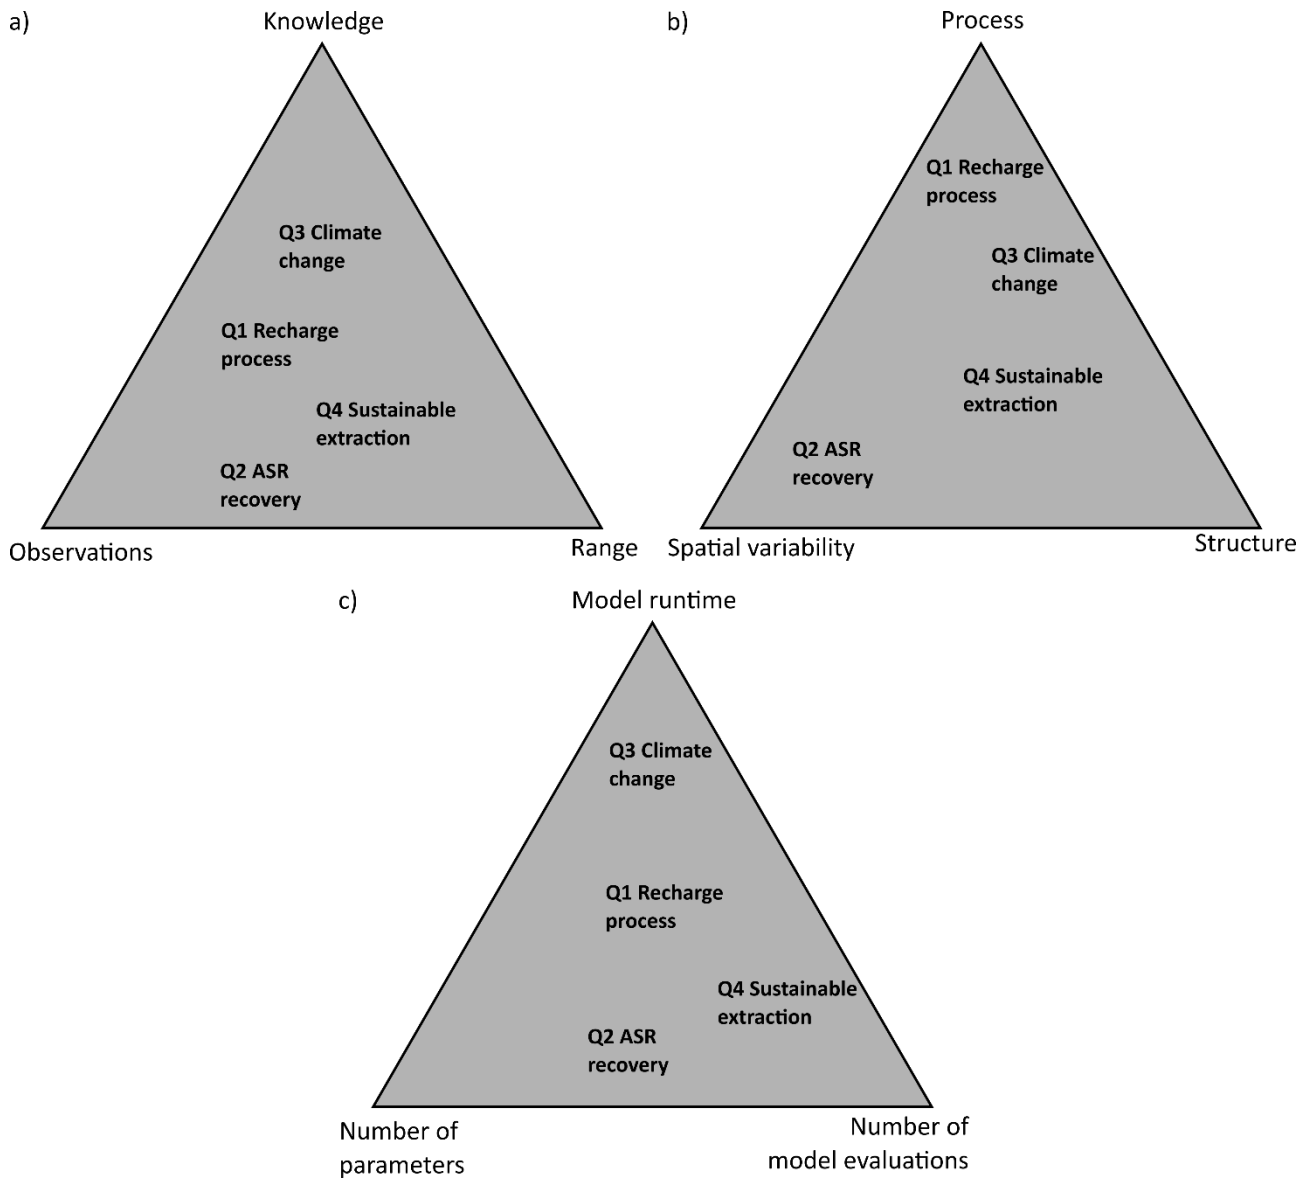 a)
Knowledge
Q3 Climate
change
Q1 Recharge
process
Q4 Sustainable
extraction
Q2 ASR
recovery
Observations
Range
b)
Process
Q1 Recharge
process
Q3 Climate
change
Q4 Sustainable
extraction
Q2 ASR
recovery
Spatial variability
Structure
c)
Model runtime
Q3 Climate
change
Q1 Recharge
process
Q4 Sustainable
extraction
Q2 ASR
recovery
Number of
parameters
Number of
model evaluations